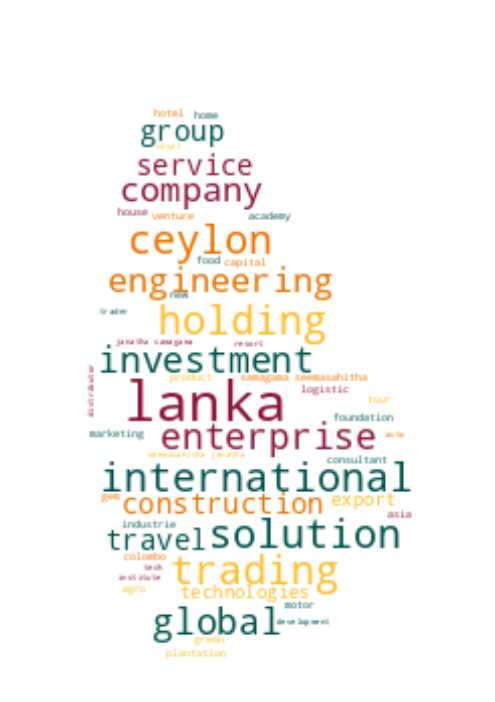 hotel home
group
royal
service
company
house venture academy
ceylon
food capital
engineering
new
holding
trader
janatha samagama resort
investment
product samagama seemasahitha
distributor
lanka
logistic
tour
foundation
marketing enterprise auto
seemasahitha janatha
consultant
international
gem construction export
asia
industrie
travel solution
colombo
tech
trading
institute
agro technologies
motor
global development
green
plantation